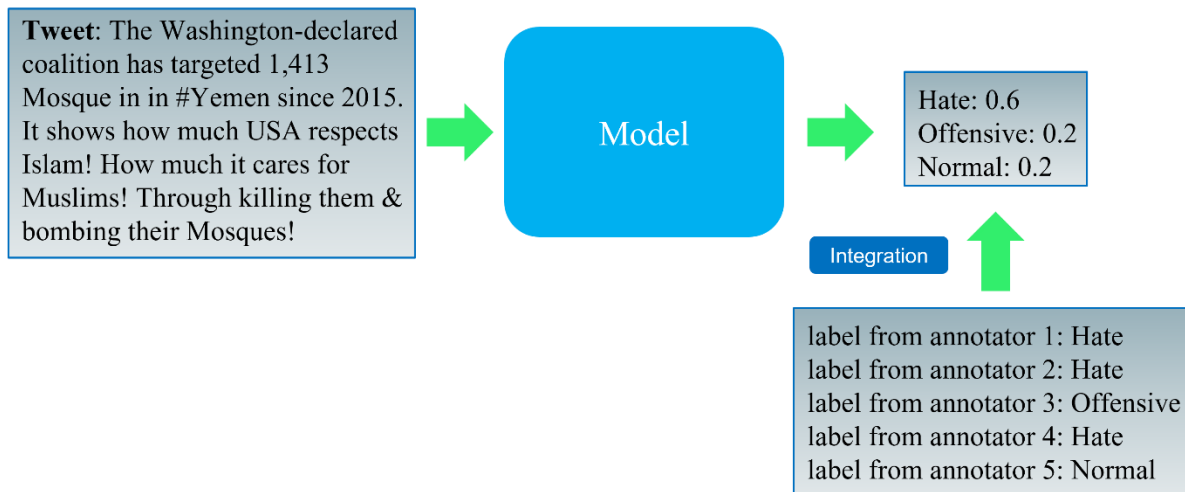 Tweet: The Washington-declared
coalition has targeted 1,413
Mosque in in #Yemen since 2015.
It shows how much USA respects
Islam! How much it cares for
Muslims! Through killing them &
bombing their Mosques!
Model
Hate: 0.6
Offensive: 0.2
Normal: 0.2
Integration
label from annotator 1: Hate
label from annotator 2: Hate
label from annotator 3: Offensive
label from annotator 4: Hate
label from annotator 5: Normal